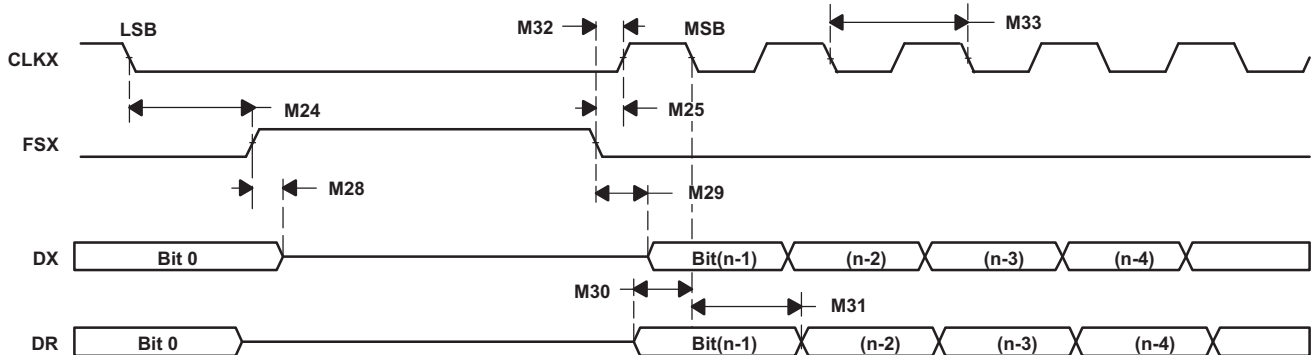 LSB
M32
MSB
M33
CLKX
M24
M25
FSX
M28
M29
DX
Bit 0
Bit(n-1)
(n-2)
(n-3)
(n-4)
M30
M31
DR
Bit 0
Bit(n-1)
(n-2)
(n-3)
(n-4)